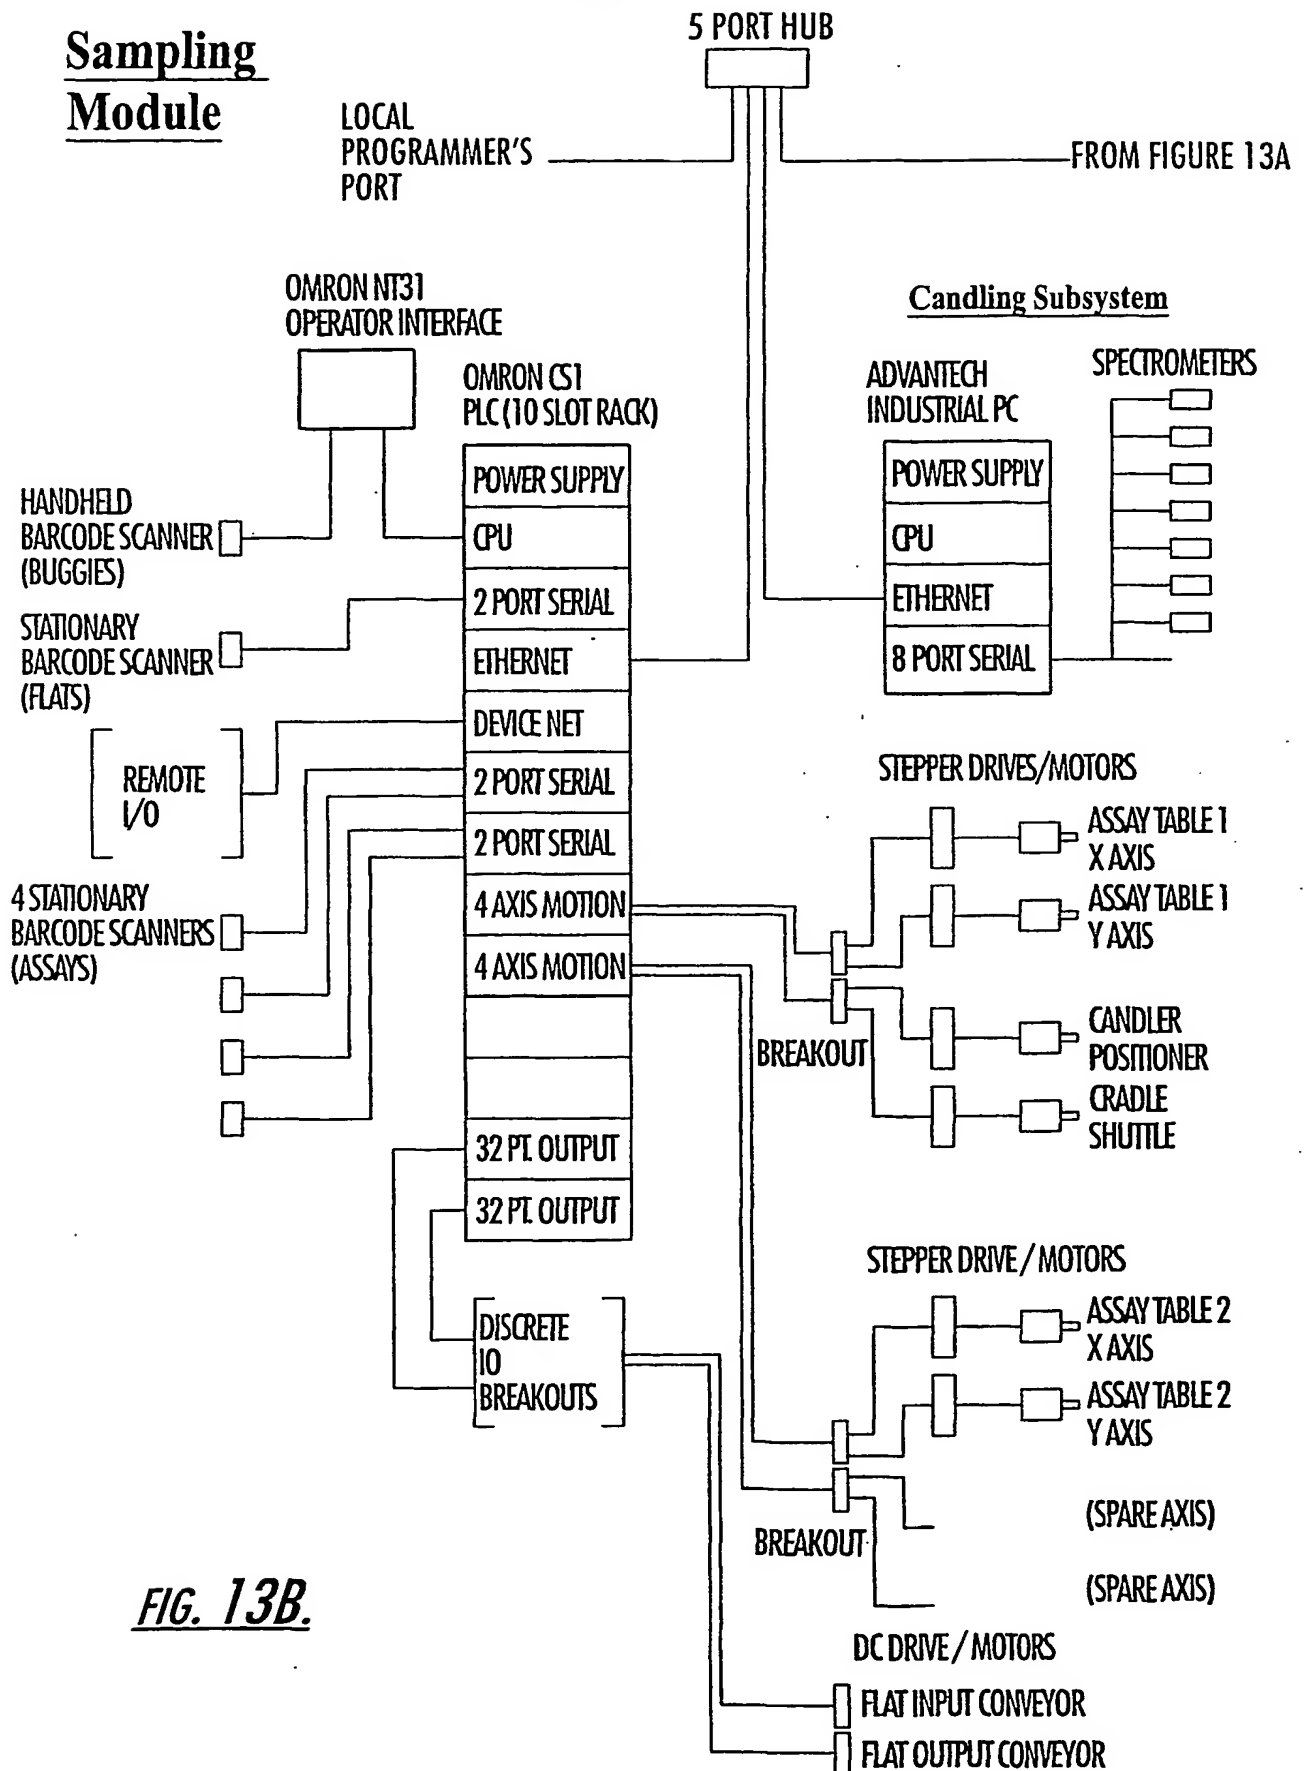 Sampling
Module
5 PORT HUB
LOCAL
PROGRAMMER'S
PORT
FROM FIGURE 13A
OMRON NT31
OPERATOR INTERFACE
OMRON CS1
PLC (10 SLOT RACK)
POWER SUPPLY
CPU
2 PORT SERIAL
ETHERNET
DEVICE NET
2 PORT SERIAL
2 PORT SERIAL
4 AXIS MOTION
4 AXIS MOTION
32 PT. OUTPUT
32 PT. OUTPUT
HANDHELD
BARCODE SCANNER
(BUGGIES)
STATIONARY
BARCODE SCANNER
(FLATS)
REMOTE
I/O
4 STATIONARY
BARCODE SCANNERS
(ASSAYS)
DISCRETE
IO
BREAKOUTS
Candling Subsystem
ADVANTECH
INDUSTRIAL PC
SPECTROMETERS
POWER SUPPLY
CPU
ETHERNET
8 PORT SERIAL
STEPPER DRIVES/MOTORS
ASSAY TABLE 1
X AXIS
ASSAY TABLE 1
Y AXIS
BREAKOUT
CANDLER
POSITIONER
CRADLE
SHUTTLE
STEPPER DRIVE / MOTORS
ASSAY TABLE 2
X AXIS
ASSAY TABLE 2
Y AXIS
BREAKOUT
(SPARE AXIS)
(SPARE AXIS)
DC DRIVE / MOTORS
FLAT INPUT CONVEYOR
FLAT OUTPUT CONVEYOR
FIG. 13B.